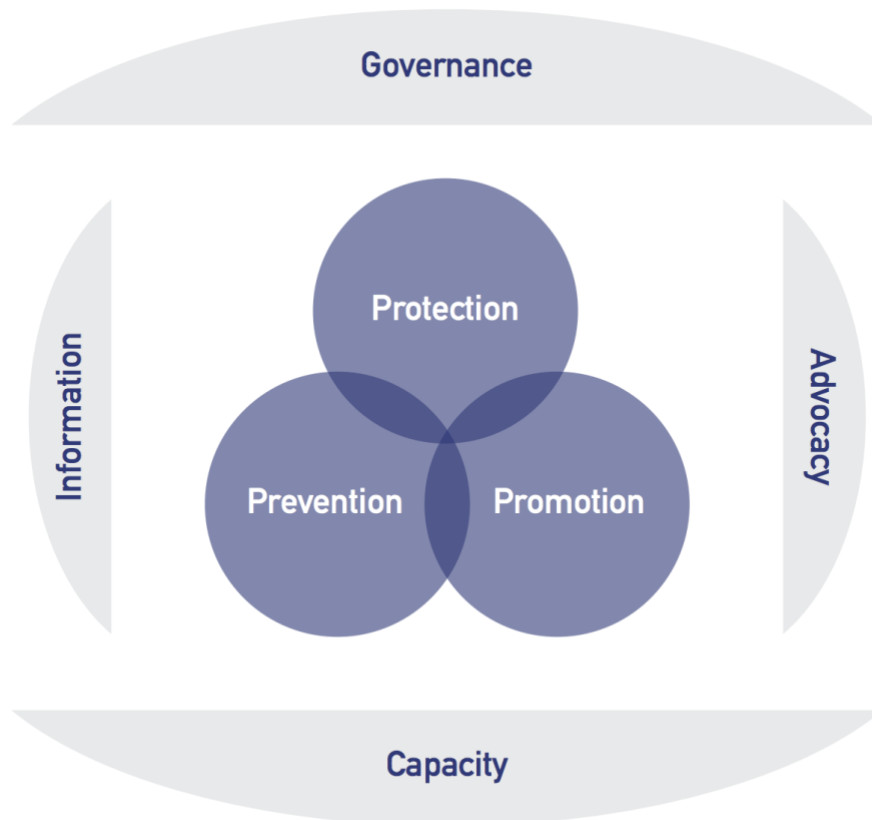 Governance
Protection
Information
Advocacy
Prevention
Promotion
Capacity